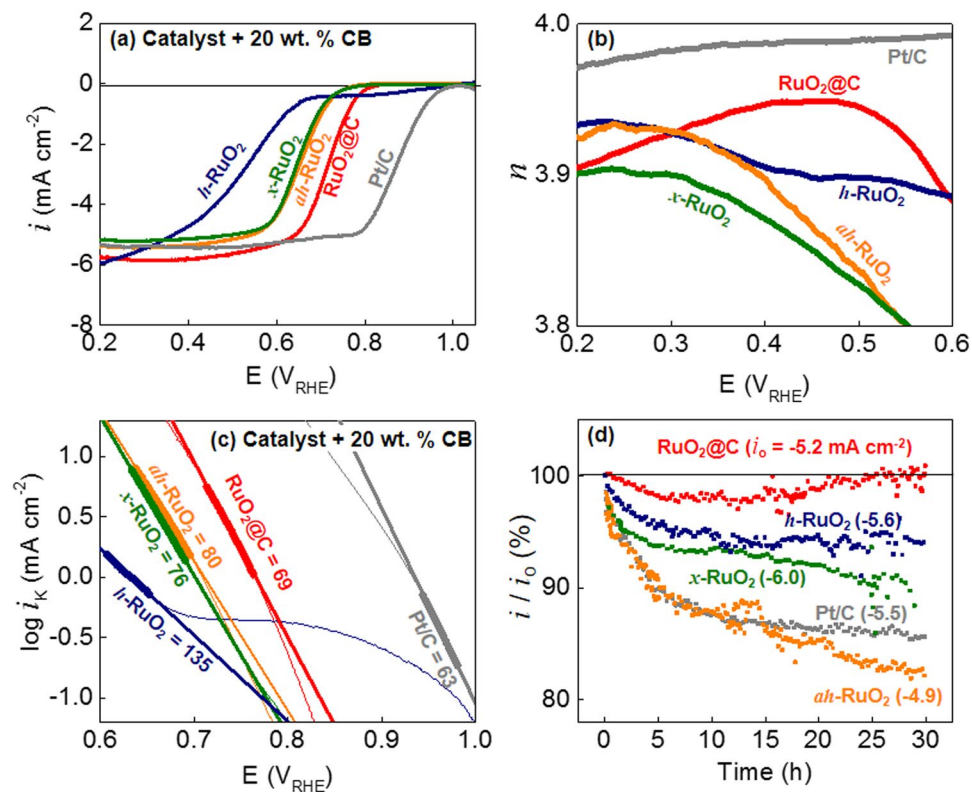 (a) Catalyst + 20 wt. % CB
2
0
-2
-4
-6
-8
i (mA cm⁻²)
h-RuO₂
x-RuO₂
ah-RuO₂
RuO₂@C
Pt/C
0.2 0.4 0.6 0.8 1.0
E (V_RHE)
(b)
4.0
3.9
3.8
n
Pt/C
RuO₂@C
h-RuO₂
x-RuO₂
ah-RuO₂
0.2 0.3 0.4 0.5 0.6
E (V_RHE)
(c) Catalyst + 20 wt. % CB
1.0
0.5
0.0
-0.5
-1.0
log i_K (mA cm⁻²)
ah-RuO₂ = 80
x-RuO₂ = 76
RuO₂@C = 69
h-RuO₂ = 135
Pt/C = 63
0.6 0.7 0.8 0.9 1.0
E (V_RHE)
(d)
RuO₂@C (i₀ = -5.2 mA cm⁻²)
100
90
80
i / i₀ (%)
h-RuO₂ (-5.6)
x-RuO₂ (-6.0)
Pt/C (-5.5)
ah-RuO₂ (-4.9)
0 5 10 15 20 25 30
Time (h)